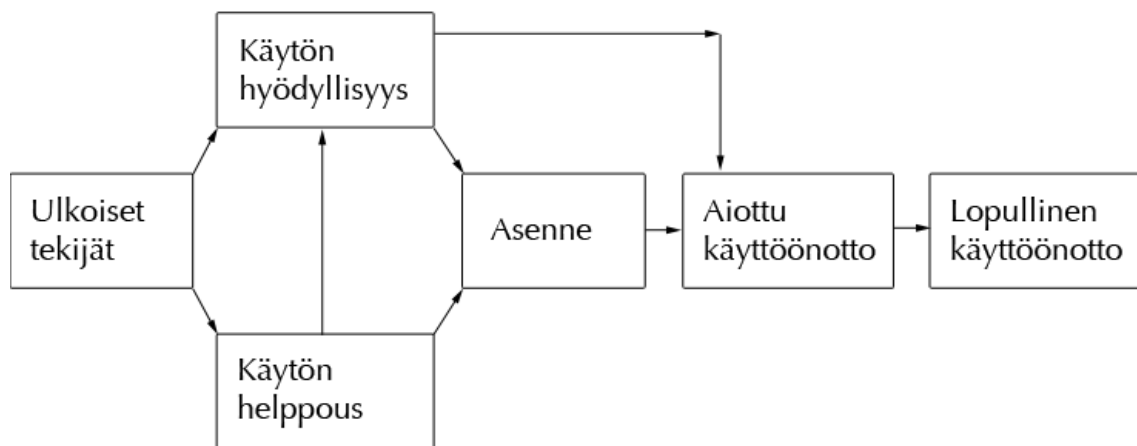 Käytön
hyödyllisyys
Ulkoiset
tekijät
Asenne
Aiottu
käyttöönotto
Lopullinen
käyttöönotto
Käytön
helppous